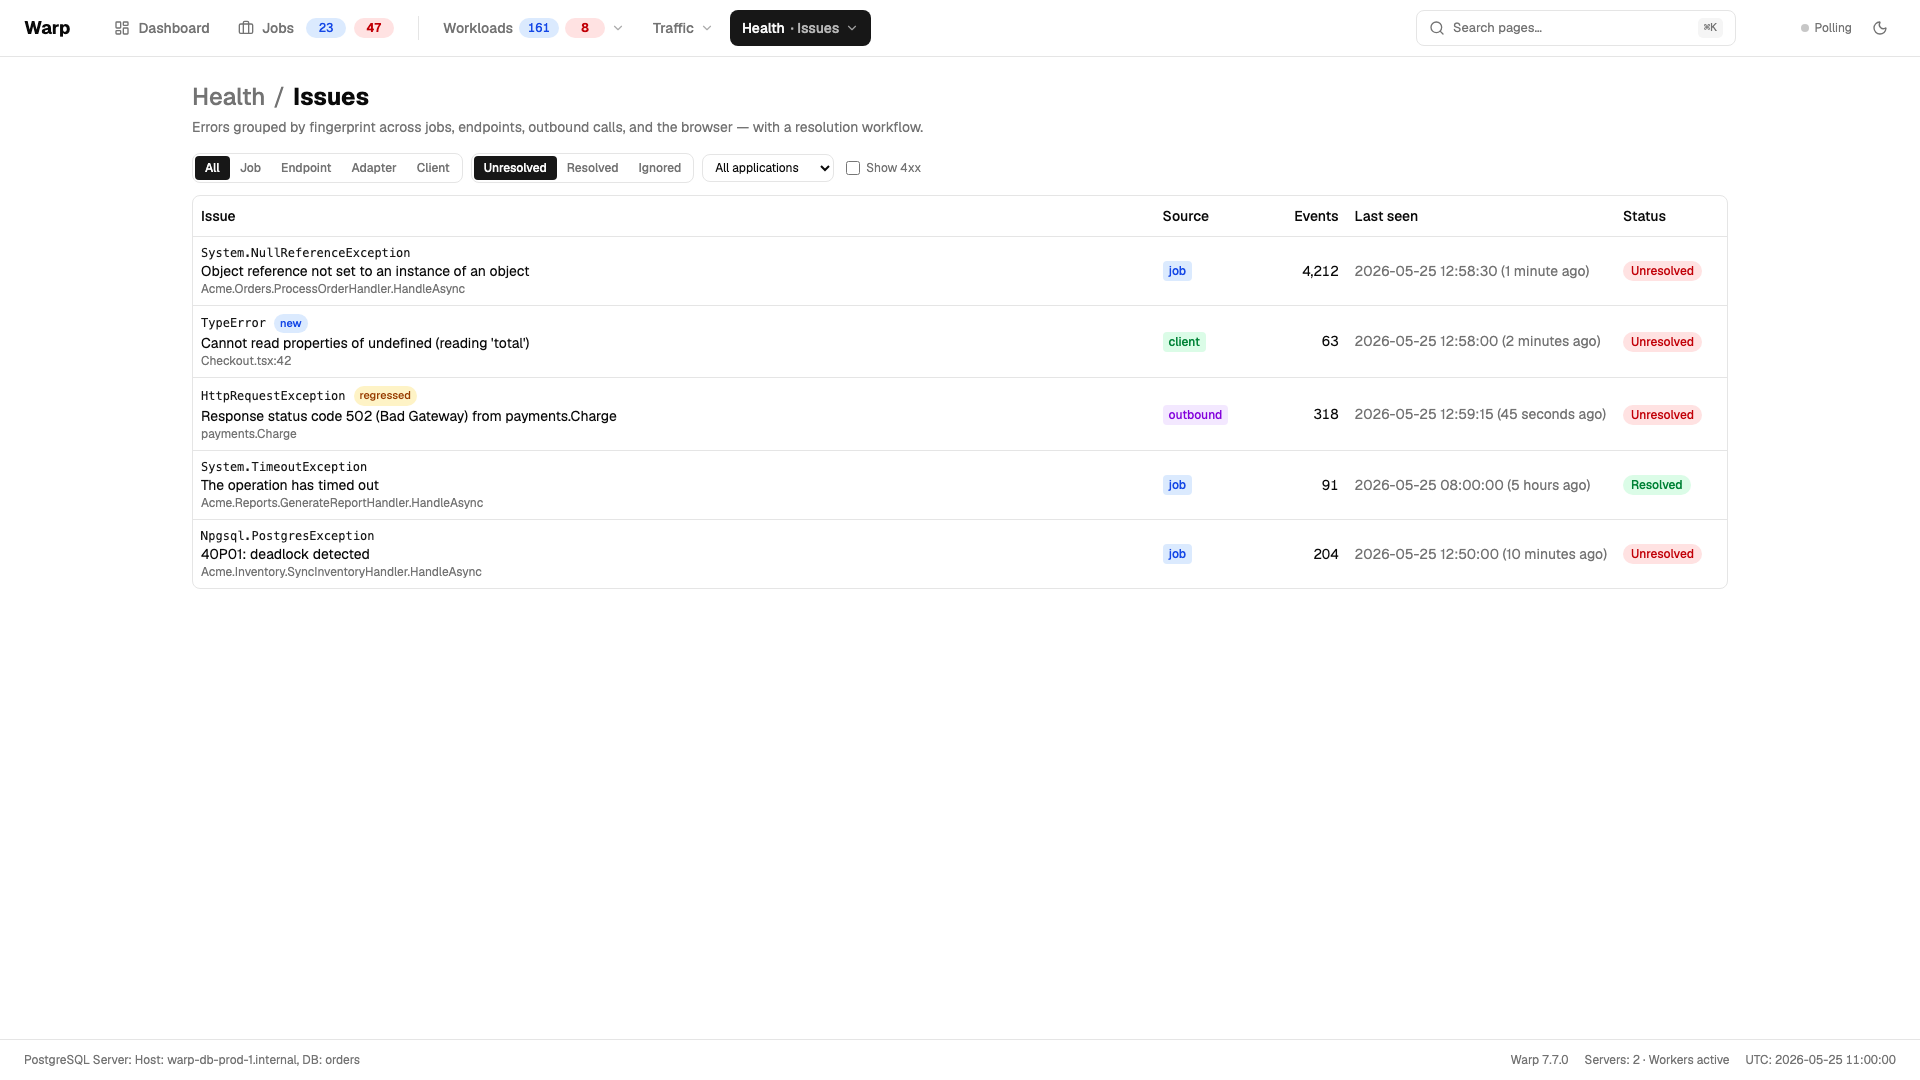 Warp
Dashboard
Jobs 23 47
Workloads 161 8
Traffic
Health · Issues
Search pages... ⌘K
Polling
Health / Issues
Errors grouped by fingerprint across jobs, endpoints, outbound calls, and the browser — with a resolution workflow.
All Job Endpoint Adapter Client
Unresolved Resolved Ignored
All applications
Show 4xx
Issue Source Events Last seen Status
System.NullReferenceException
Object reference not set to an instance of an object
Acme.Orders.ProcessOrderHandler.HandleAsync
job 4,212 2026-05-25 12:58:30 (1 minute ago) Unresolved
TypeError new
Cannot read properties of undefined (reading 'total')
Checkout.tsx:42
client 63 2026-05-25 12:58:00 (2 minutes ago) Unresolved
HttpRequestException regressed
Response status code 502 (Bad Gateway) from payments.Charge
payments.Charge
outbound 318 2026-05-25 12:59:15 (45 seconds ago) Unresolved
System.TimeoutException
The operation has timed out
Acme.Reports.GenerateReportHandler.HandleAsync
job 91 2026-05-25 08:00:00 (5 hours ago) Resolved
Npgsql.PostgresException
40P01: deadlock detected
Acme.Inventory.SyncInventoryHandler.HandleAsync
job 204 2026-05-25 12:50:00 (10 minutes ago) Unresolved
PostgreSQL Server: Host: warp-db-prod-1.internal, DB: orders
Warp 7.7.0 Servers: 2 · Workers active UTC: 2026-05-25 11:00:00